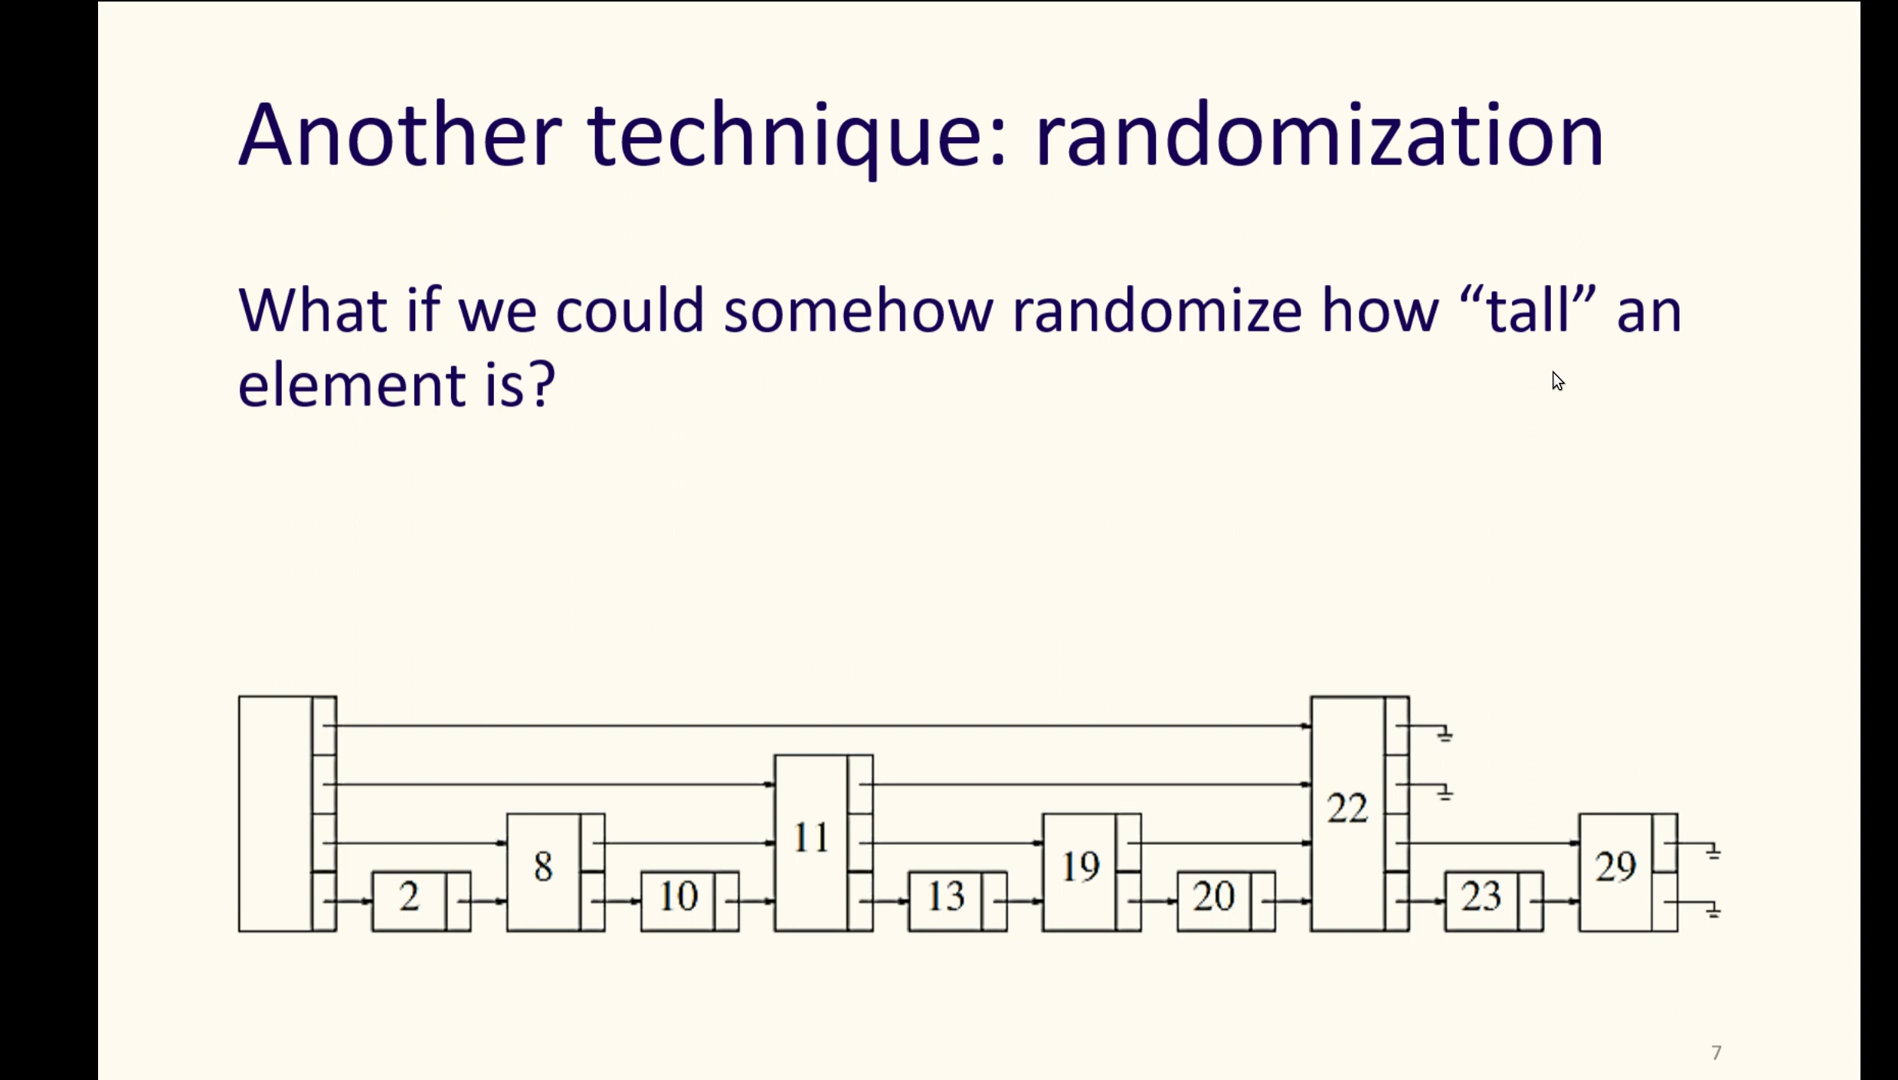 Another technique: randomization
What if we could somehow randomize how “tall” an
element is?
2 8 10 11 13 19 20 22 23 29
7